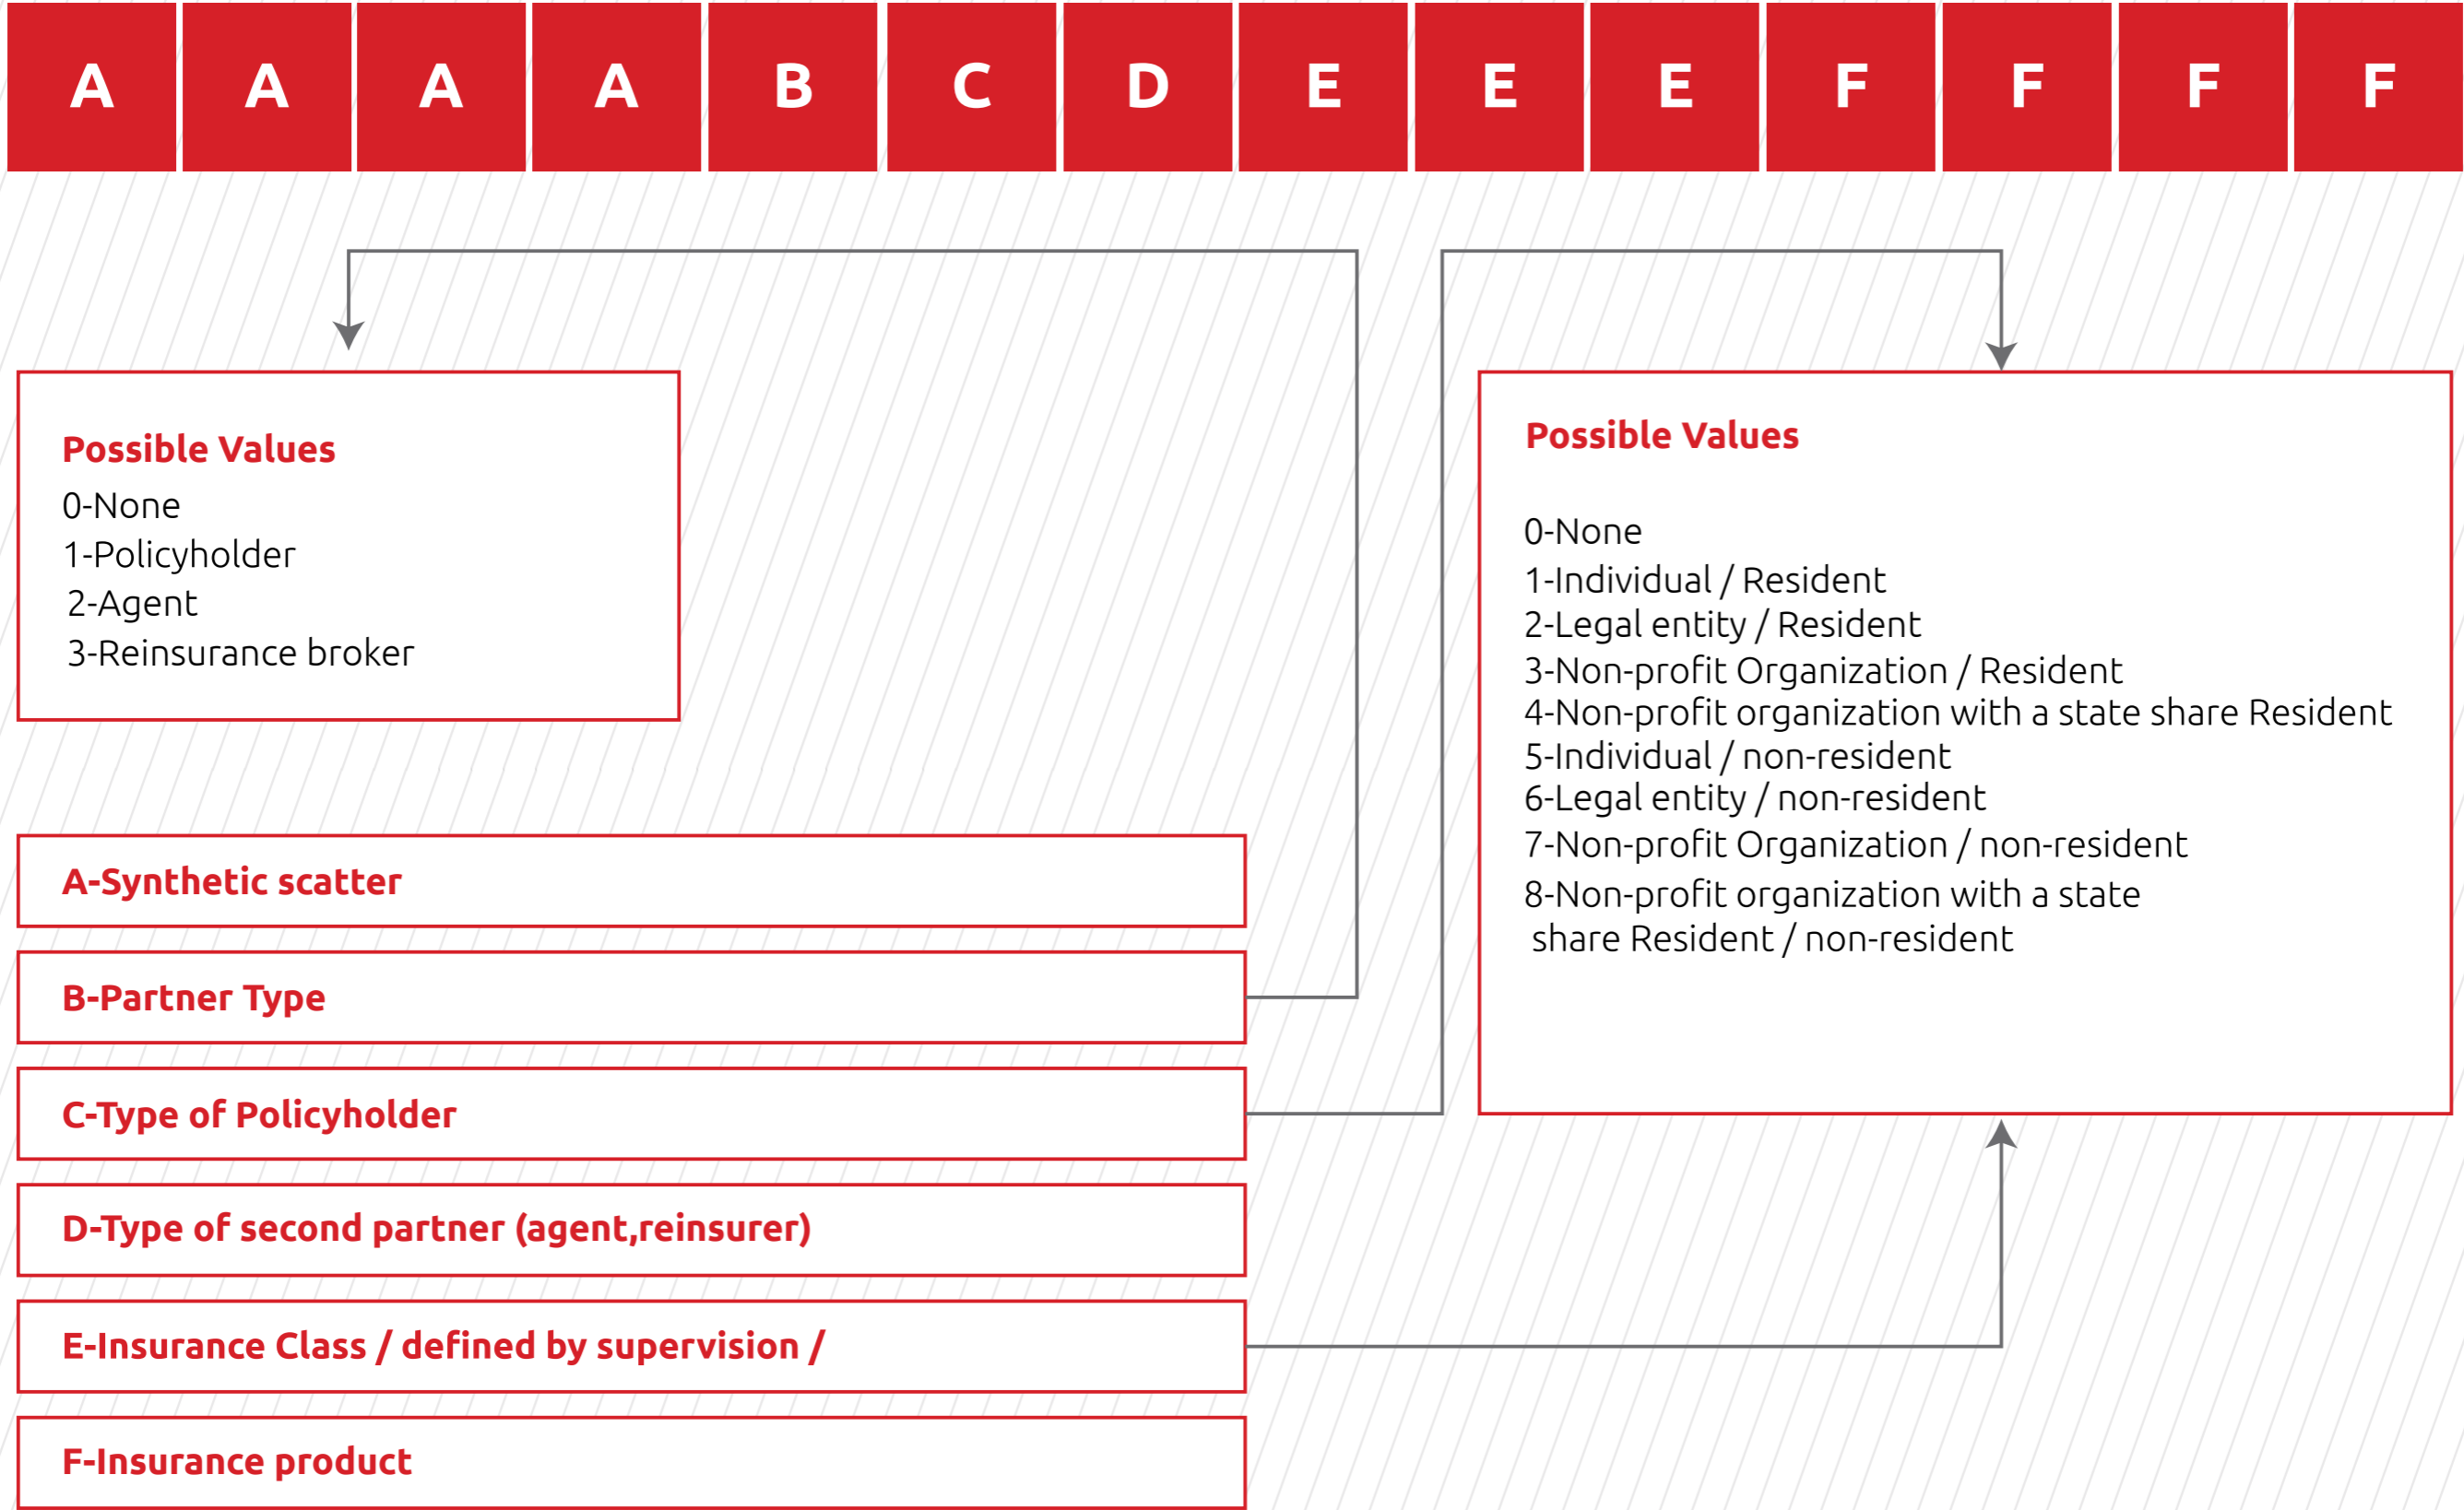 A A A A B C D E E E F F F F
Possible Values
0-None
1-Policyholder
2-Agent
3-Reinsurance broker
Possible Values
0-None
1-Individual / Resident
2-Legal entity / Resident
3-Non-profit Organization / Resident
4-Non-profit organization with a state share Resident
5-Individual / non-resident
6-Legal entity / non-resident
7-Non-profit Organization / non-resident
8-Non-profit organization with a state
share Resident / non-resident
A-Synthetic scatter
B-Partner Type
C-Type of Policyholder
D-Type of second partner (agent,reinsurer)
E-Insurance Class / defined by supervision /
F-Insurance product